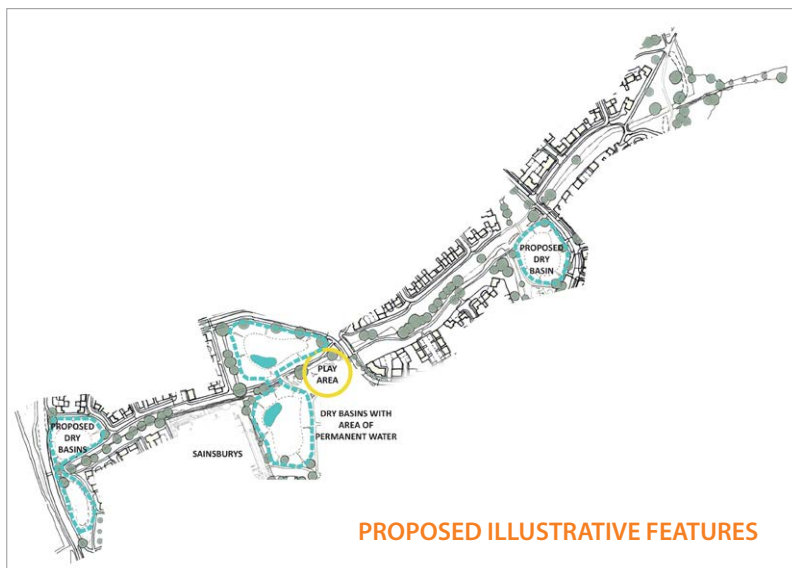 PROPOSED
DRY
BASIN
PLAY
AREA
DRY BASINS WITH
AREA OF
PERMANENT WATER
PROPOSED
DRY
BASINS
SAINSBURYS
PROPOSED ILLUSTRATIVE FEATURES